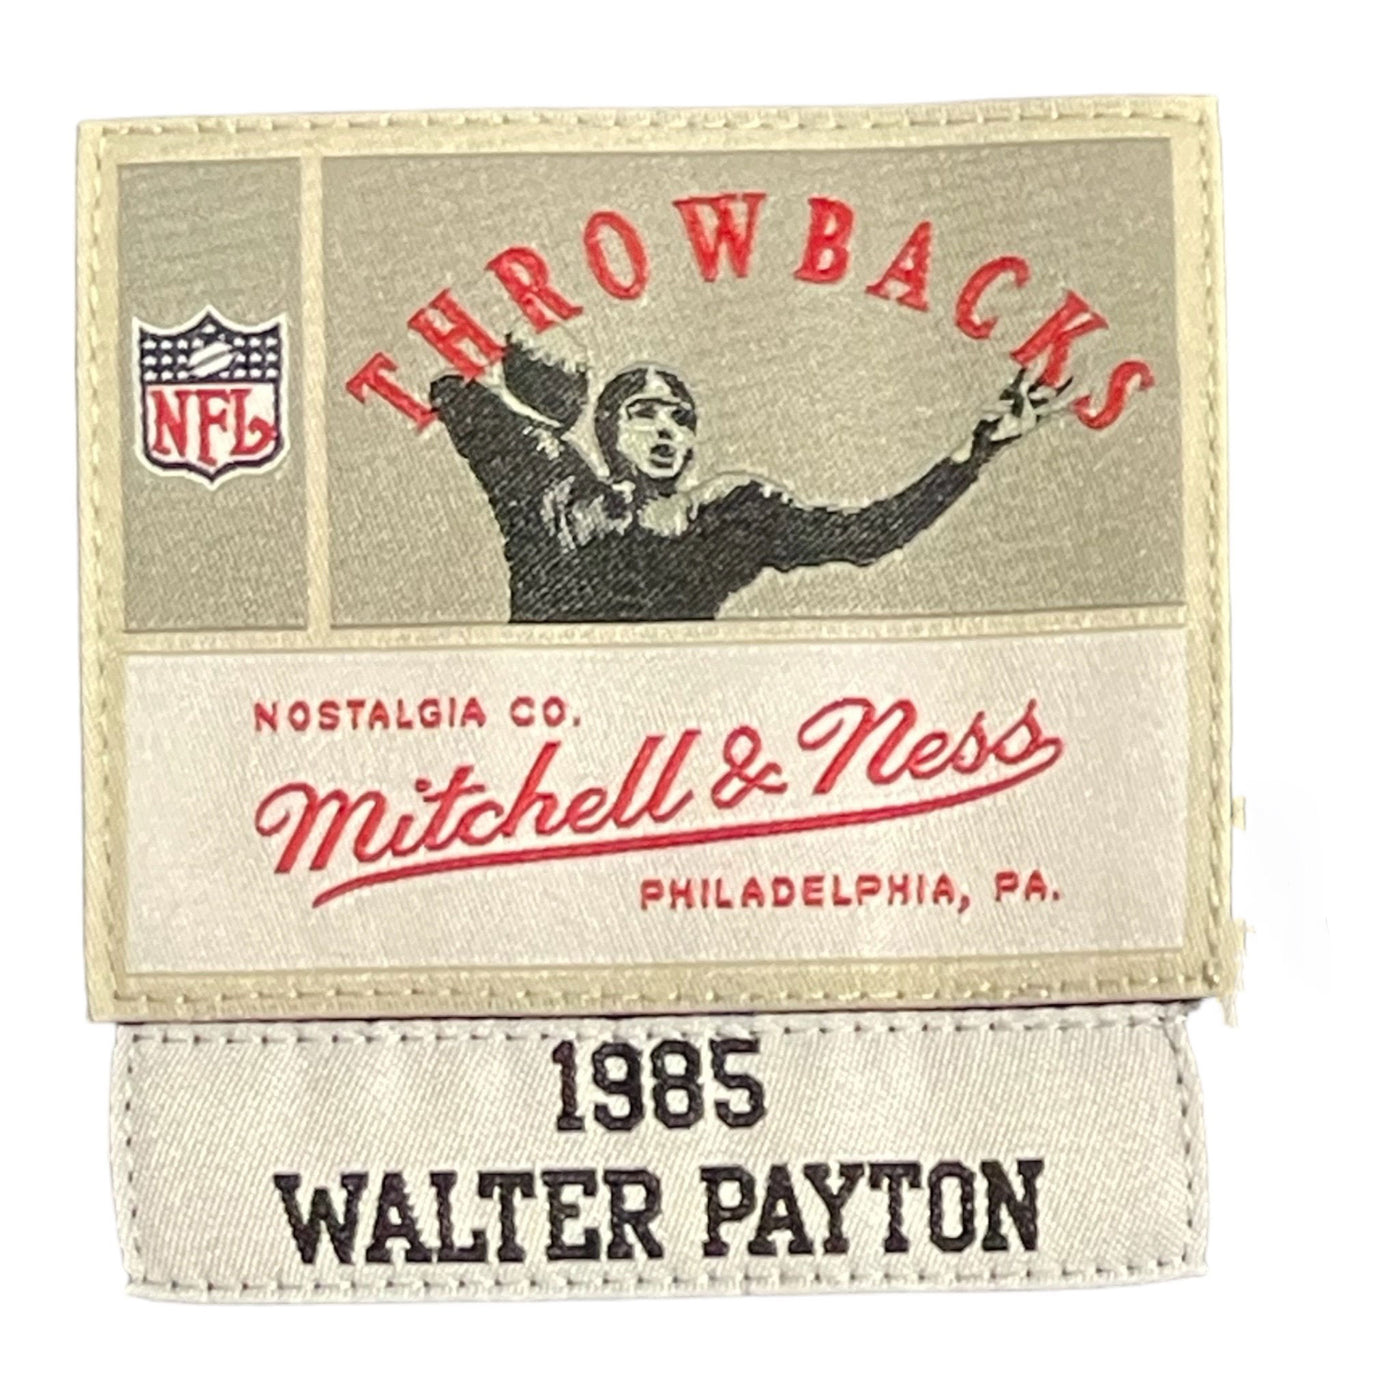 THROWBACKS
NFL
NOSTALGIA CO.
Mitchell & Ness
PHILADELPHIA, PA.
1985
WALTER PAYTON